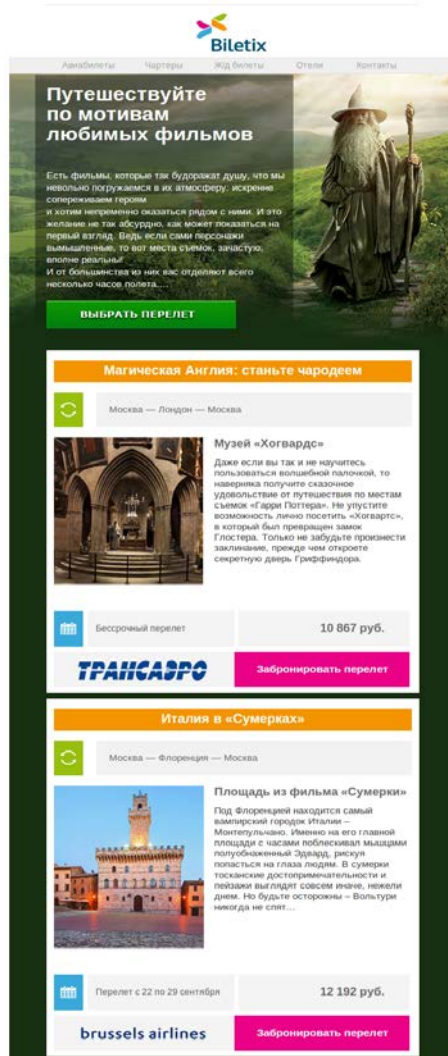 Biletix
Авиабилеты Чартеры Ж/д билеты Отели Контакты
Путешествуйте
по мотивам
любимых фильмов
Есть фильмы, которые так будоражат душу, что мы
невольно погружаемся в их атмосферу: искренне
сопереживаем героям
и хотим непременно оказаться рядом с ними. И это
желание не так абсурдно, как может показаться на
первый взгляд. Ведь если сами персонажи
вымышленные, то вот места съемок, зачастую,
вполне реальны!
И от большинства из них вас отделяют всего
несколько часов полета.....
ВЫБРАТЬ ПЕРЕЛЕТ
Магическая Англия: станьте чародеем
Москва — Лондон — Москва
Музей «Хогвардс»
Даже если вы так и не научитесь
пользоваться волшебной палочкой, то
наверняка получите сказочное
удовольствие от путешествия по местам
съемок «Гарри Поттера». Не упустите
возможность лично посетить «Хогвартс»,
в который был превращен замок
Глостера. Только не забудьте произнести
заклинание, прежде чем откроете
секретную дверь Гриффиндора.
Бессрочный перелет
10 867 руб.
ТРАНСАЭРО
Забронировать перелет
Италия в «Сумерках»
Москва — Флоренция — Москва
Площадь из фильма «Сумерки»
Под Флоренцией находится самый
вампирский городок Италии –
Монтепульчано. Именно на его главной
площади с часами поблескивал мышцами
полуобнаженный Эдвард, рискуя
попасться на глаза людям. В сумерки
тосканские достопримечательности и
пейзажи выглядят совсем иначе, нежели
днем. Но будьте осторожны – Вольтури
никогда не спят…
Перелет с 22 по 29 сентября
12 192 руб.
brussels airlines
Забронировать перелет